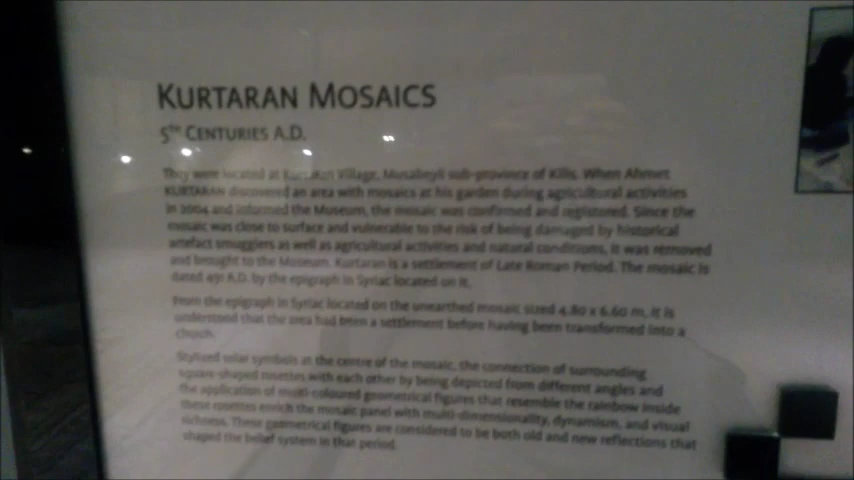 KURTARAN MOSAICS
5TH CENTURIES A.D.
They were located at Kurtaran Village, Musabeyli sub-province of Kilis. When Ahmet
KURTARAN discovered an area with mosaics at his garden during agricultural activities
in 2004 and informed the Museum, the mosaic was confirmed and registered. Since the
mosaic was close to surface and vulnerable to the risk of being damaged by historical
artefact smugglers as well as agricultural activities and natural conditions, it was removed
and brought to the Museum. Kurtaran is a settlement of Late Roman Period. The mosaic is
dated A.D. by the epigraph in Syriac located on it.
From the epigraph in Syriac located on the unearthed mosaic sized 4.80 x 6.60 m, it is
understood that the area had been a settlement before having been transformed into a
Stylized solar symbols at the centre of the mosaic, the connection of surrounding
square-shaped rosettes with each other by being depicted from different angles and
the application of multi-coloured geometrical figures that resemble the rainbow inside
these rosettes enrich the mosaic panel with multi-dimensionality, dynamism, and visual
richness. These geometrical figures are considered to be both old and new reflections that
shaped the belief system in that period.